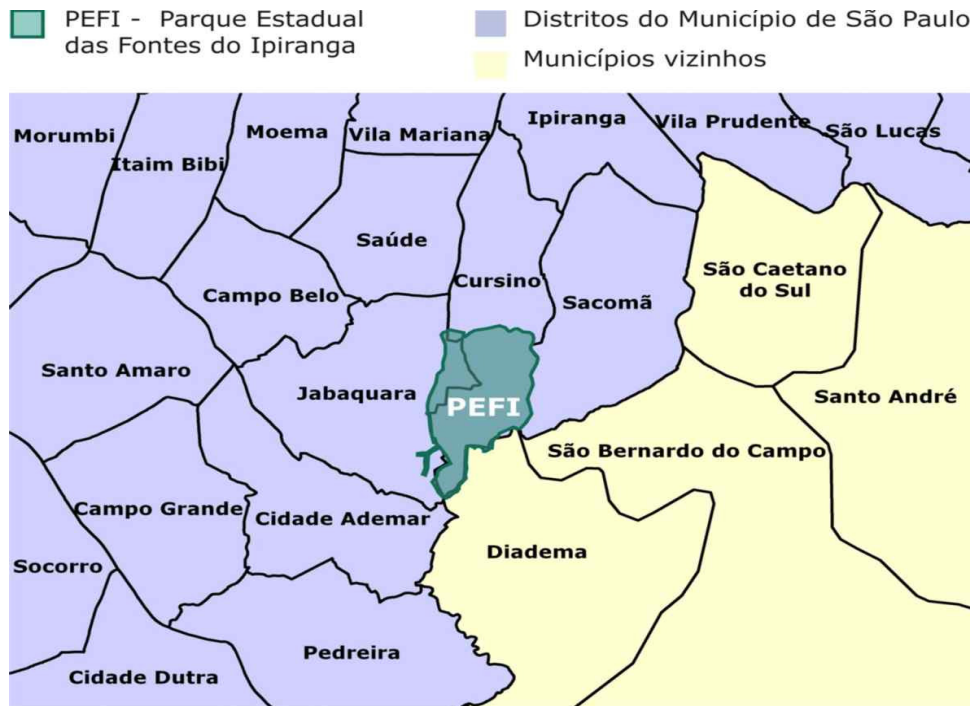 PEFI - Parque Estadual
das Fontes do Ipiranga
Distritos do Município de São Paulo
Municípios vizinhos
Morumbi
Itaim Bibi
Moema
Vila Mariana
Ipiranga
Vila Prudente
São Lucas
Saúde
Campo Belo
Cursino
Sacomã
São Caetano
do Sul
Santo Amaro
Jabaquara
PEFI
Santo André
São Bernardo do Campo
Campo Grande
Cidade Ademar
Diadema
Socorro
Pedreira
Cidade Dutra